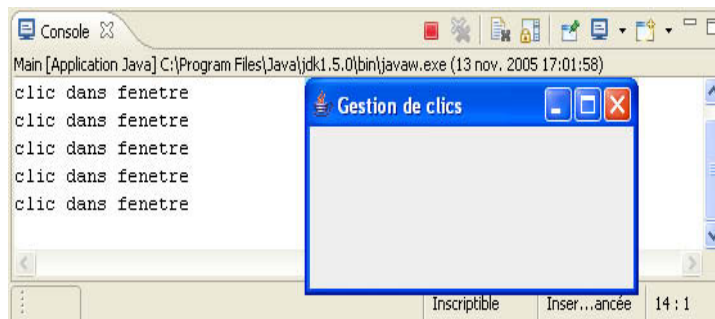 Console
Main [Application Java] C:\Program Files\Java\jdk1.5.0\bin\javaw.exe (13 nov. 2005 17:01:58)
clic dans fenetre
clic dans fenetre
clic dans fenetre
clic dans fenetre
clic dans fenetre
Gestion de clics
Inscriptible
Inser...ancée
14 : 1